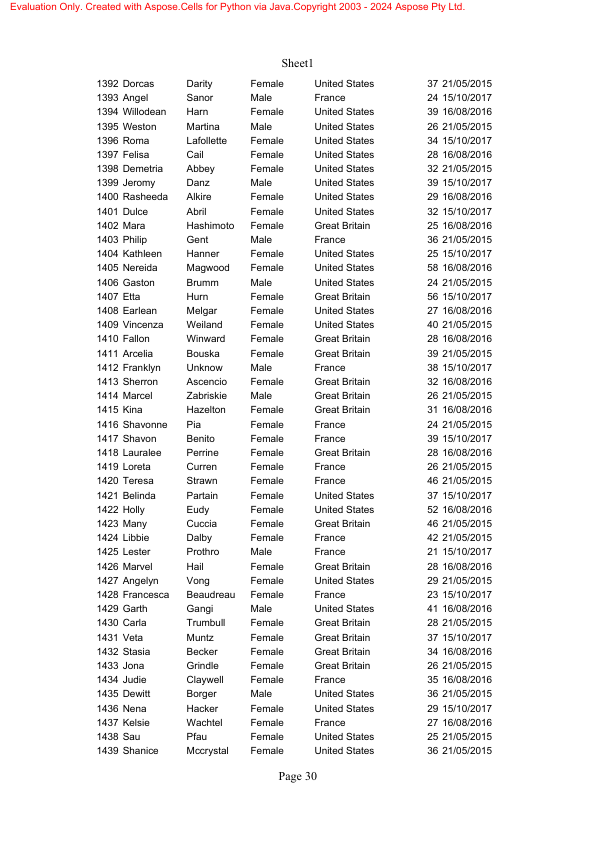 Evaluation Only. Created with Aspose.Cells for Python via Java.Copyright 2003 - 2024 Aspose Pty Ltd.
Sheet1
1392 Dorcas Darity Female United States 37 21/05/2015
1393 Angel Sanor Male France 24 15/10/2017
1394 Willodean Harn Female United States 39 16/08/2016
1395 Weston Martina Male United States 26 21/05/2015
1396 Roma Lafollette Female United States 34 15/10/2017
1397 Felisa Cail Female United States 28 16/08/2016
1398 Demetria Abbey Female United States 32 21/05/2015
1399 Jeromy Danz Male United States 39 15/10/2017
1400 Rasheeda Alkire Female United States 29 16/08/2016
1401 Dulce Abril Female United States 32 15/10/2017
1402 Mara Hashimoto Female Great Britain 25 16/08/2016
1403 Philip Gent Male France 36 21/05/2015
1404 Kathleen Hanner Female United States 25 15/10/2017
1405 Nereida Magwood Female United States 58 16/08/2016
1406 Gaston Brumm Male United States 24 21/05/2015
1407 Etta Hurn Female Great Britain 56 15/10/2017
1408 Earlean Melgar Female United States 27 16/08/2016
1409 Vincenza Weiland Female United States 40 21/05/2015
1410 Fallon Winward Female Great Britain 28 16/08/2016
1411 Arcelia Bouska Female Great Britain 39 21/05/2015
1412 Franklyn Unknow Male France 38 15/10/2017
1413 Sherron Ascencio Female Great Britain 32 16/08/2016
1414 Marcel Zabriskie Male Great Britain 26 21/05/2015
1415 Kina Hazelton Female Great Britain 31 16/08/2016
1416 Shavonne Pia Female France 24 21/05/2015
1417 Shavon Benito Female France 39 15/10/2017
1418 Lauralee Perrine Female Great Britain 28 16/08/2016
1419 Loreta Curren Female France 26 21/05/2015
1420 Teresa Strawn Female France 46 21/05/2015
1421 Belinda Partain Female United States 37 15/10/2017
1422 Holly Eudy Female United States 52 16/08/2016
1423 Many Cuccia Female Great Britain 46 21/05/2015
1424 Libbie Dalby Female France 42 21/05/2015
1425 Lester Prothro Male France 21 15/10/2017
1426 Marvel Hail Female Great Britain 28 16/08/2016
1427 Angelyn Vong Female United States 29 21/05/2015
1428 Francesca Beaudreau Female France 23 15/10/2017
1429 Garth Gangi Male United States 41 16/08/2016
1430 Carla Trumbull Female Great Britain 28 21/05/2015
1431 Veta Muntz Female Great Britain 37 15/10/2017
1432 Stasia Becker Female Great Britain 34 16/08/2016
1433 Jona Grindle Female Great Britain 26 21/05/2015
1434 Judie Claywell Female France 35 16/08/2016
1435 Dewitt Borger Male United States 36 21/05/2015
1436 Nena Hacker Female United States 29 15/10/2017
1437 Kelsie Wachtel Female France 27 16/08/2016
1438 Sau Pfau Female United States 25 21/05/2015
1439 Shanice Mccrystal Female United States 36 21/05/2015
Page 30